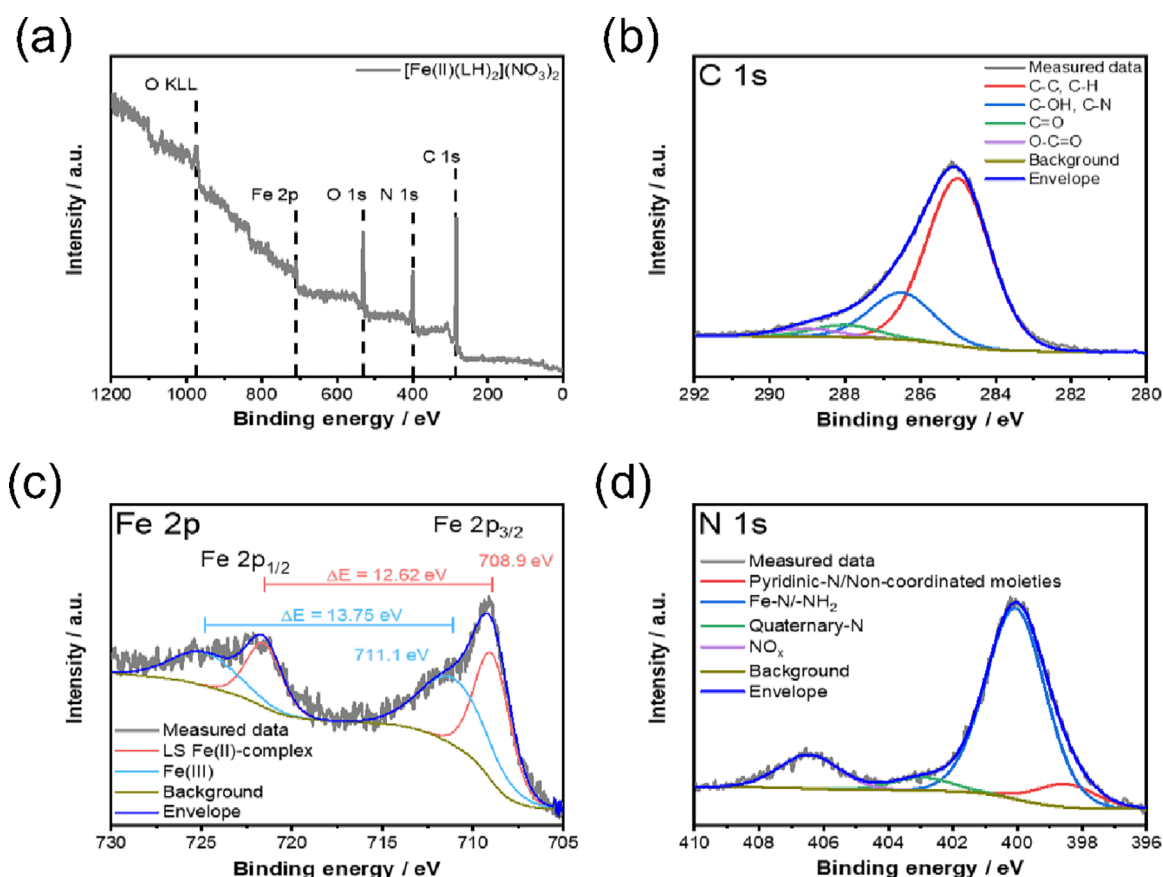 (a)
[Fe(II)(LH)2](NO3)2
O KLL
Fe 2p
O 1s
N 1s
C 1s
Intensity / a.u.
1200 1000 800 600 400 200 0
Binding energy / eV
(b)
C 1s
Measured data
C-C, C-H
C-OH, C-N
C=O
O-C=O
Background
Envelope
Intensity / a.u.
292 290 288 286 284 282 280
Binding energy / eV
(c)
Fe 2p
Fe 2p3/2
708.9 eV
Fe 2p1/2
ΔE = 12.62 eV
ΔE = 13.75 eV
711.1 eV
Measured data
LS Fe(II)-complex
Fe(III)
Background
Envelope
Intensity / a.u.
730 725 720 715 710 705
Binding energy / eV
(d)
N 1s
Measured data
Pyridinic-N/Non-coordinated moieties
Fe-N/-NH2
Quaternary-N
NOx
Background
Envelope
Intensity / a.u.
410 408 406 404 402 400 398 396
Binding energy / eV